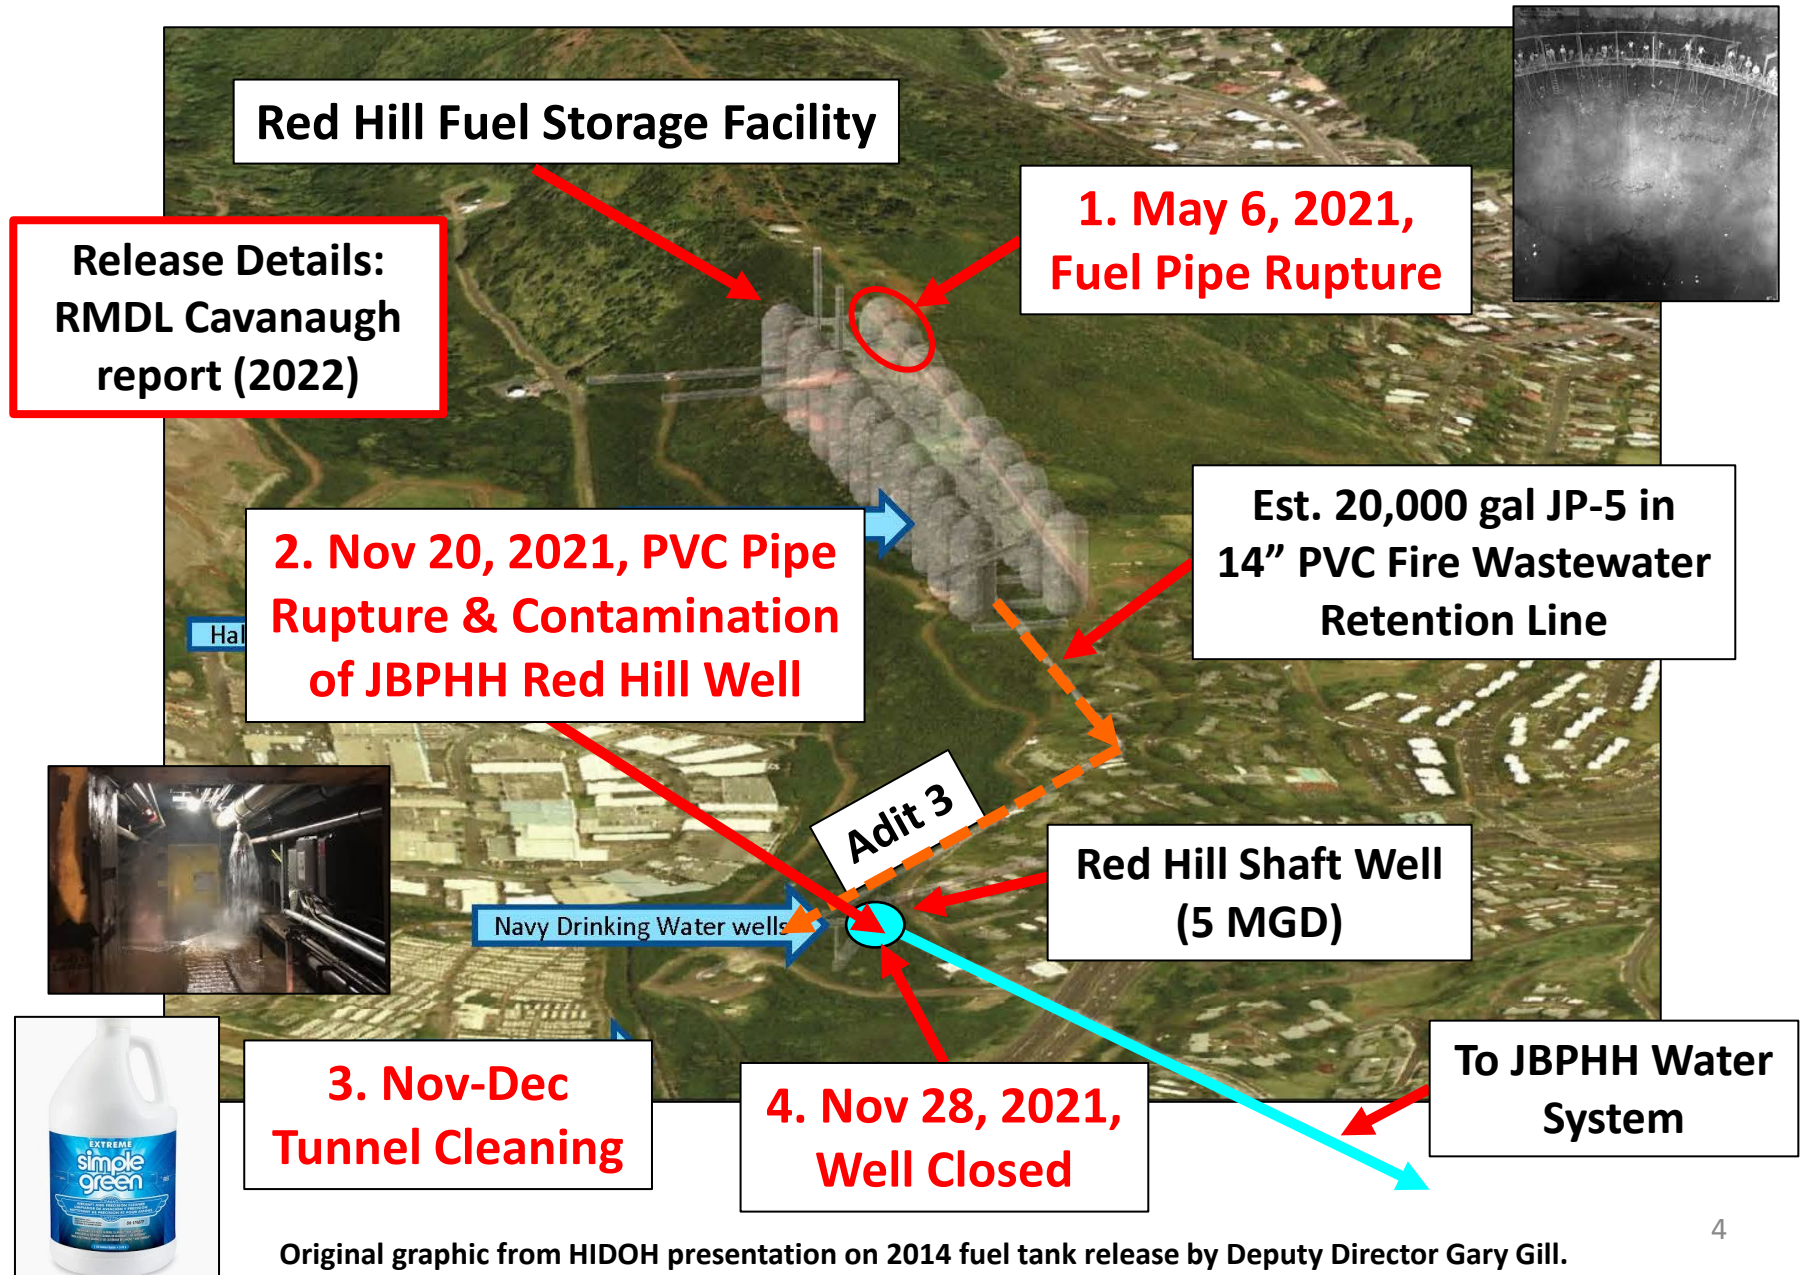 Red Hill Fuel Storage Facility
1. May 6, 2021,
Fuel Pipe Rupture
Release Details:
RMDL Cavanaugh
report (2022)
Est. 20,000 gal JP-5 in
14” PVC Fire Wastewater
Retention Line
2. Nov 20, 2021, PVC Pipe
Rupture & Contamination
of JBPHH Red Hill Well
Hal
Adit 3
Red Hill Shaft Well
(5 MGD)
Navy Drinking Water wells
To JBPHH Water
System
3. Nov-Dec
Tunnel Cleaning
4. Nov 28, 2021,
Well Closed
EXTREME
simple
green
4
Original graphic from HIDOH presentation on 2014 fuel tank release by Deputy Director Gary Gill.